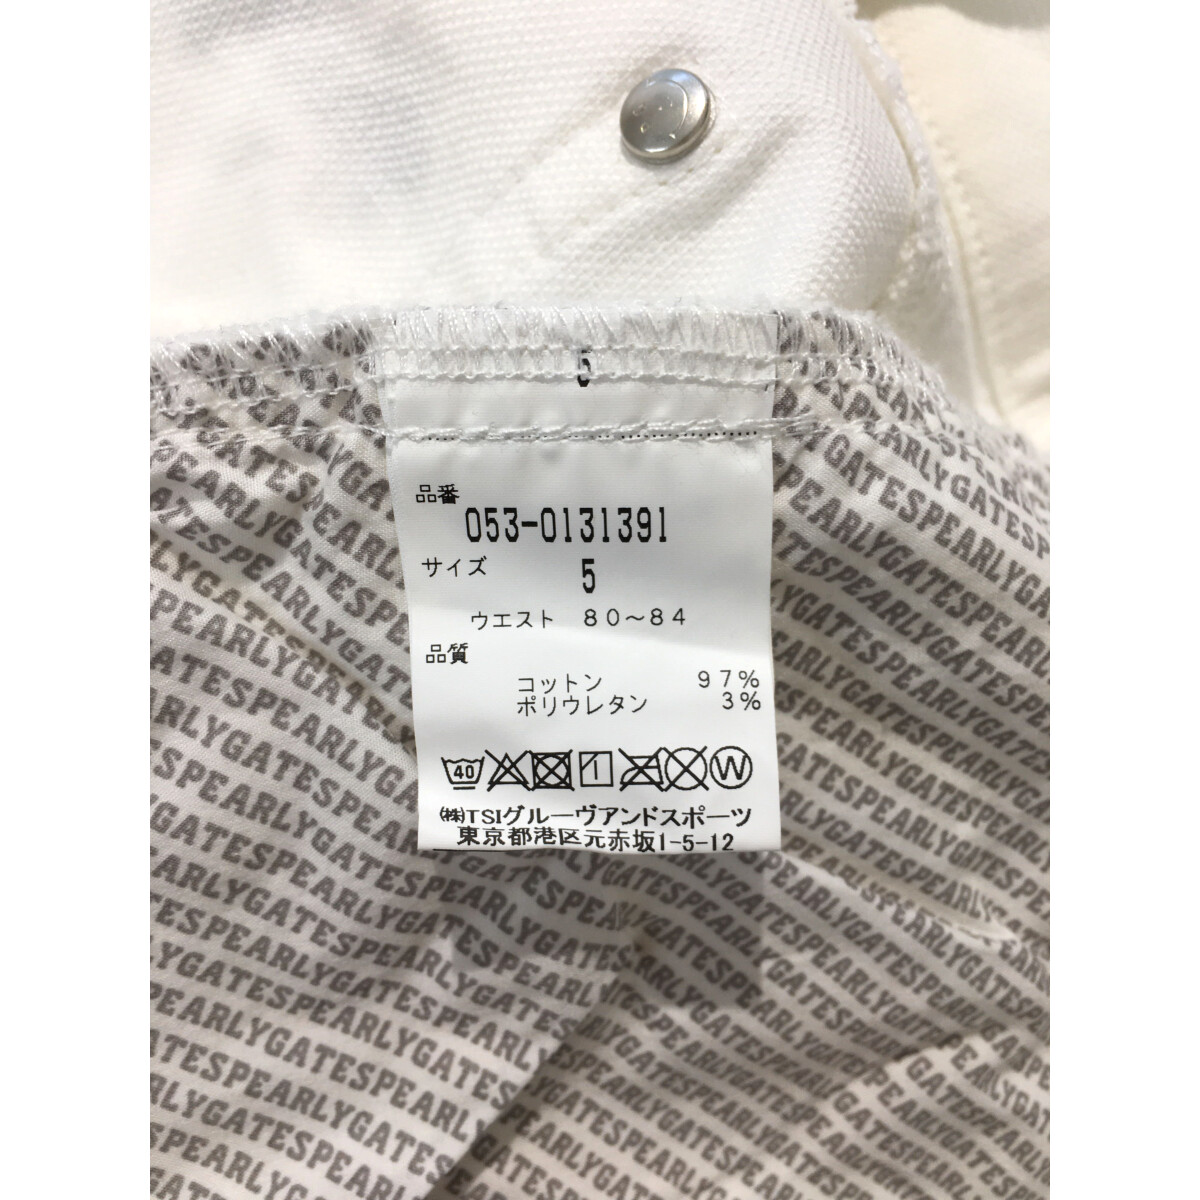 5
品番
053-0131391
サイズ 5
ウエスト 80～84
品質
コットン 97%
ポリウレタン 3%
40 W
㈱TSIグルーヴアンドスポーツ
東京都港区元赤坂1-5-12
PEARLYGATESPEARLYGATES